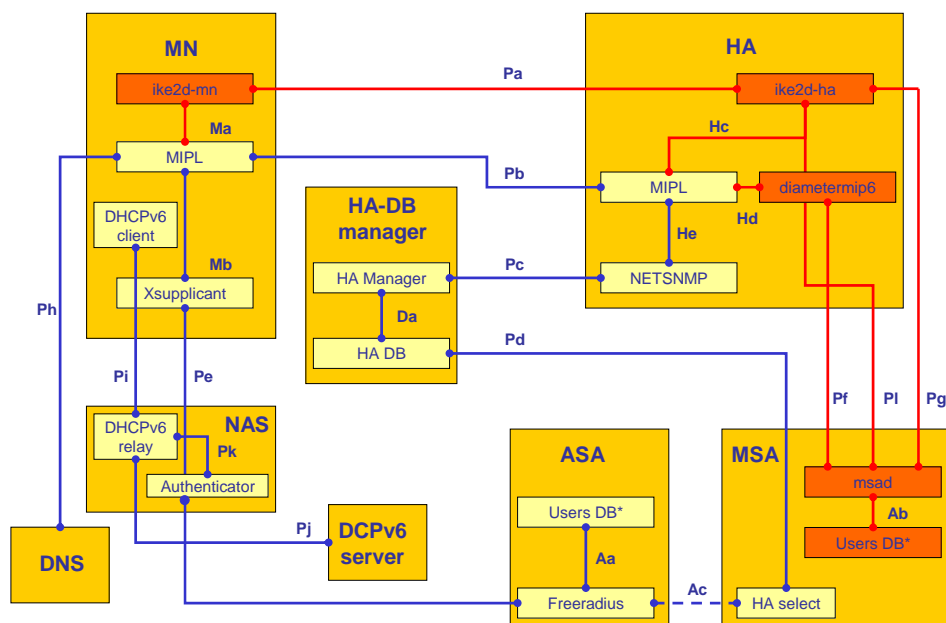 MN
HA
ike2d-mn
Pa
ike2d-ha
Ma
Hc
MIPL
Pb
MIPL
diametermip6
Hd
DHCPv6
client
HA-DB
manager
He
Mb
Xsupplicant
HA Manager
Pc
NETSNMP
Ph
Da
Pd
HA DB
Pi
Pe
Pf
Pl
Pg
DHCPv6
relay
NAS
Pk
Authenticator
ASA
MSA
msad
Users DB*
Ab
Users DB*
Pj
DCPv6
server
DNS
Aa
Freeradius
Ac
HA select